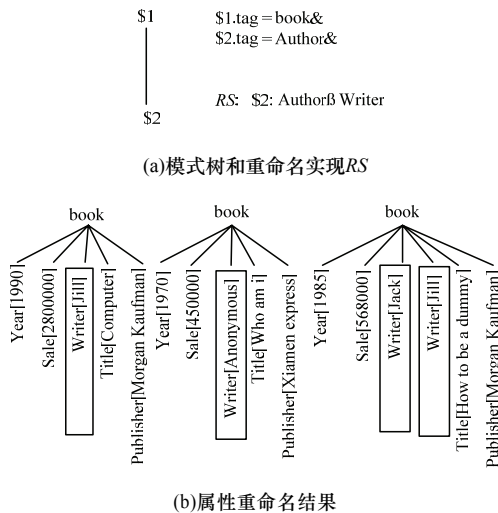 $1
$1.tag = book&
$2.tag = Author&
RS: $2: Authorß Writer
$2
(a)模式树和重命名实现RS
book
Year[1990]
Sale[2800000]
Writer[Jill]
Title[Computer]
Publisher[Morgan Kaufman]
book
Year[1970]
Sale[450000]
Writer[Anonymous]
Title[Who am i]
Publisher[Xiamen express]
book
Year[1985]
Sale[568000]
Writer[Jack]
Writer[Jill]
Title[How to be a dummy]
Publisher[Morgan Kaufman]
(b)属性重命名结果